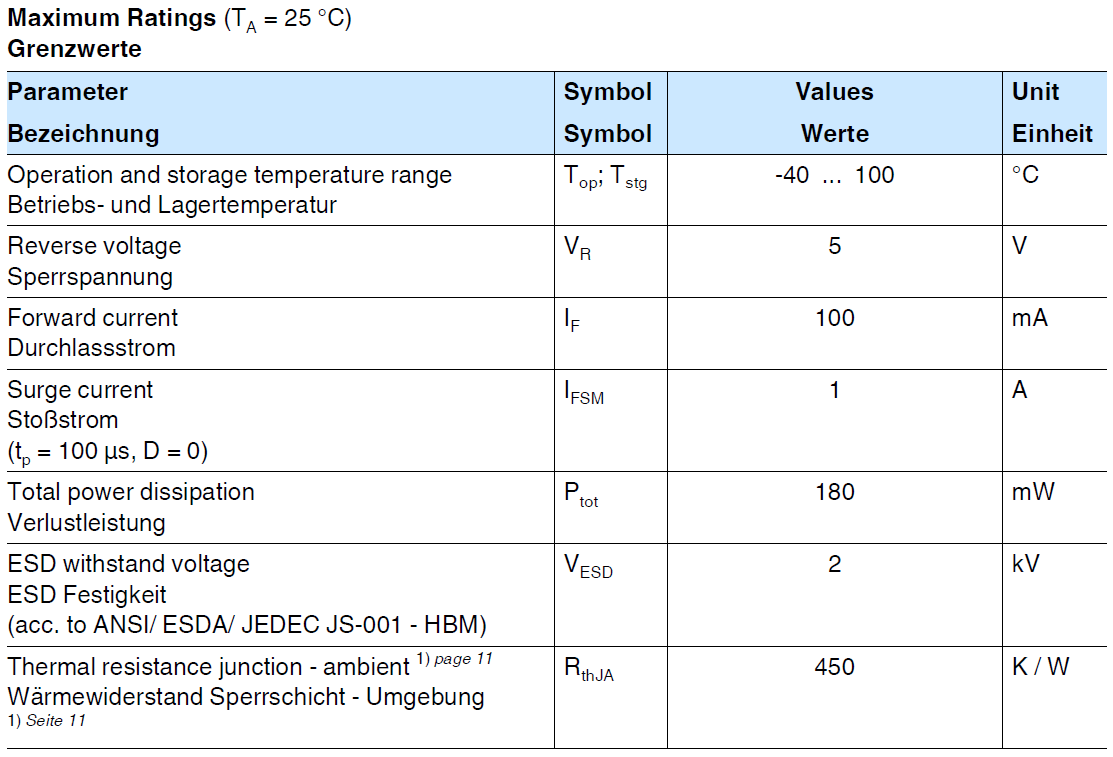 Maximum Ratings (TA = 25 °C)
Grenzwerte
Parameter Symbol Values Unit
Bezeichnung Symbol Werte Einheit
Operation and storage temperature range Top; Tstg -40 ... 100 °C
Betriebs- und Lagertemperatur
Reverse voltage VR 5 V
Sperrspannung
Forward current IF 100 mA
Durchlassstrom
Surge current IFSM 1 A
Stoßstrom
(tp = 100 µs, D = 0)
Total power dissipation Ptot 180 mW
Verlustleistung
ESD withstand voltage VESD 2 kV
ESD Festigkeit
(acc. to ANSI/ ESDA/ JEDEC JS-001 - HBM)
Thermal resistance junction - ambient 1) page 11 RthJA 450 K / W
Wärmewiderstand Sperrschicht - Umgebung
1) Seite 11